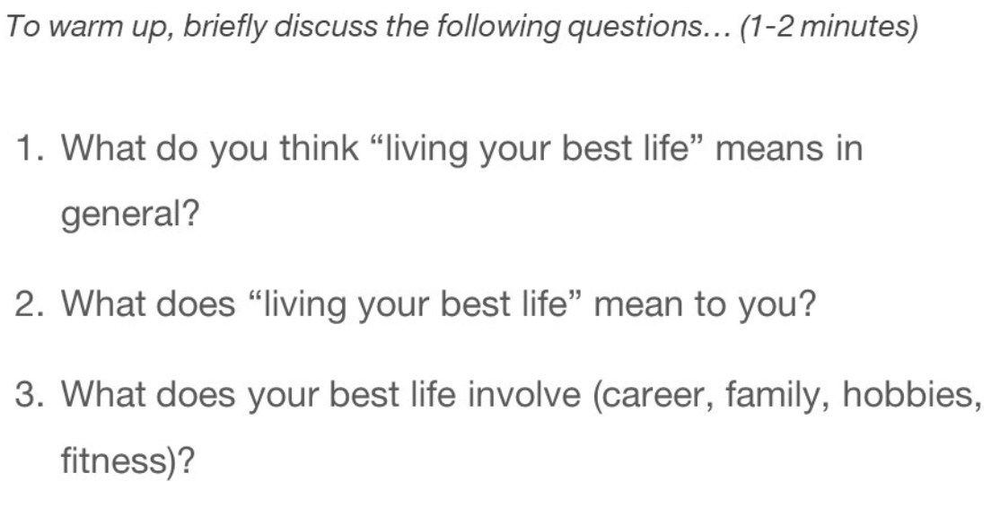 To warm up, briefly discuss the following questions… (1-2 minutes)
1. What do you think “living your best life” means in
general?
2. What does “living your best life” mean to you?
3. What does your best life involve (career, family, hobbies,
fitness)?